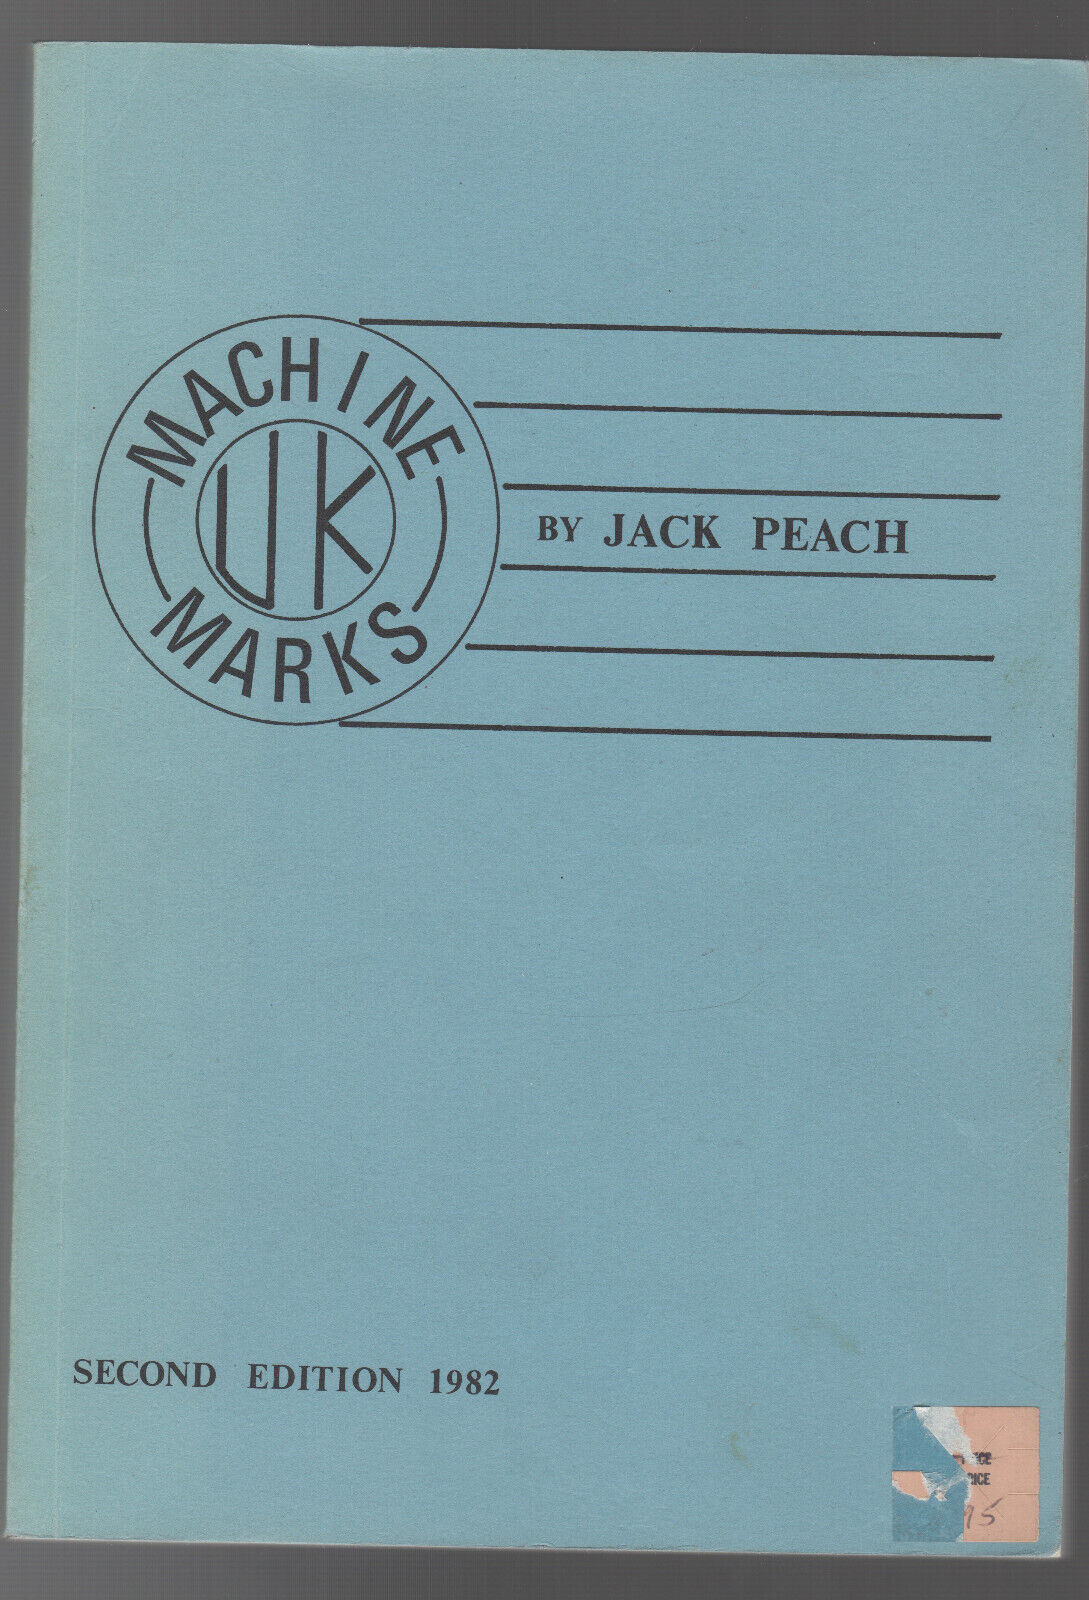 MACHINE
UK
MARKS
BY JACK PEACH
SECOND EDITION 1982